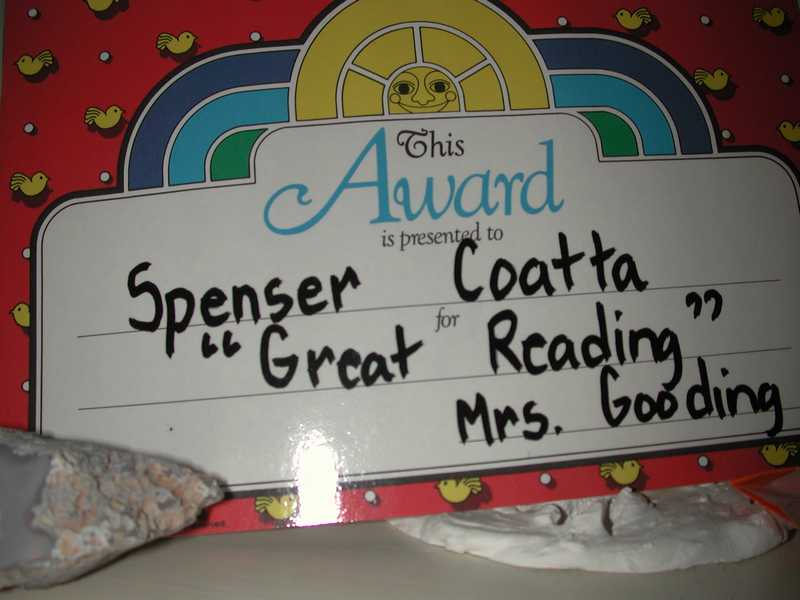 This
Award
is presented to
Spenser Coatta
for
"Great Reading"
Mrs. Gooding